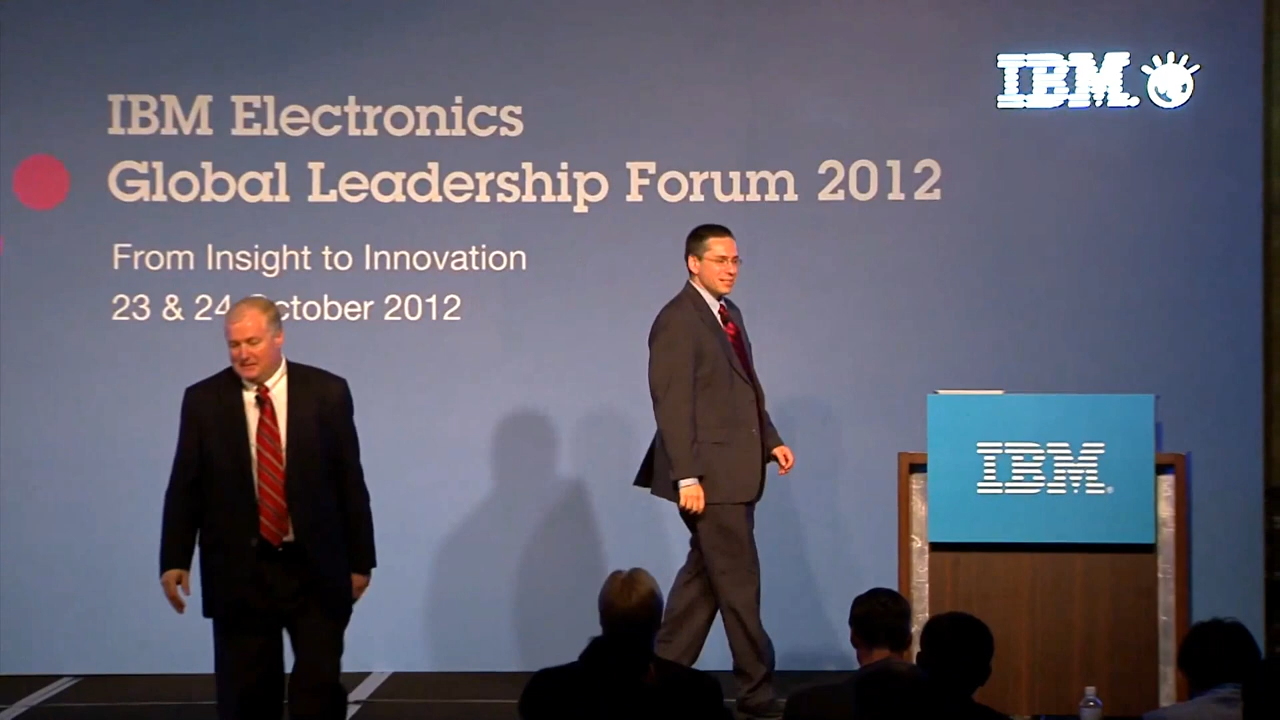 IBM
IBM Electronics
Global Leadership Forum 2012
From Insight to Innovation
23 & 24 October 2012
IBM